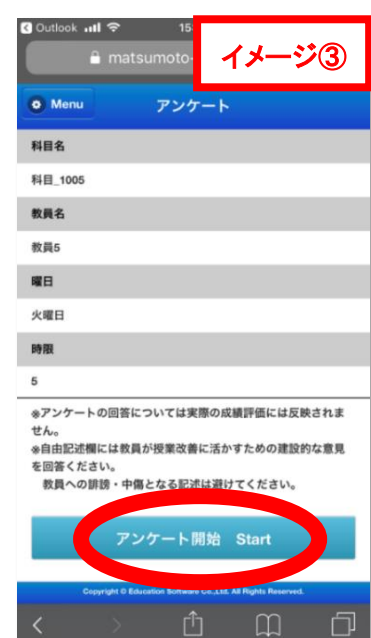 Outlook
15:
イメージ③
matsumoto-
Menu
アンケート
科目名
科目_1005
教員名
教員5
曜日
火曜日
時限
5
※アンケートの回答については実際の成績評価には反映されま
せん。
※自由記述欄には教員が授業改善に活かすための建設的な意見
を回答ください。
教員への誹謗・中傷となる記述は避けてください。
アンケート開始 Start
Copyright © Education Software Co.,Ltd. All Rights Reserved.